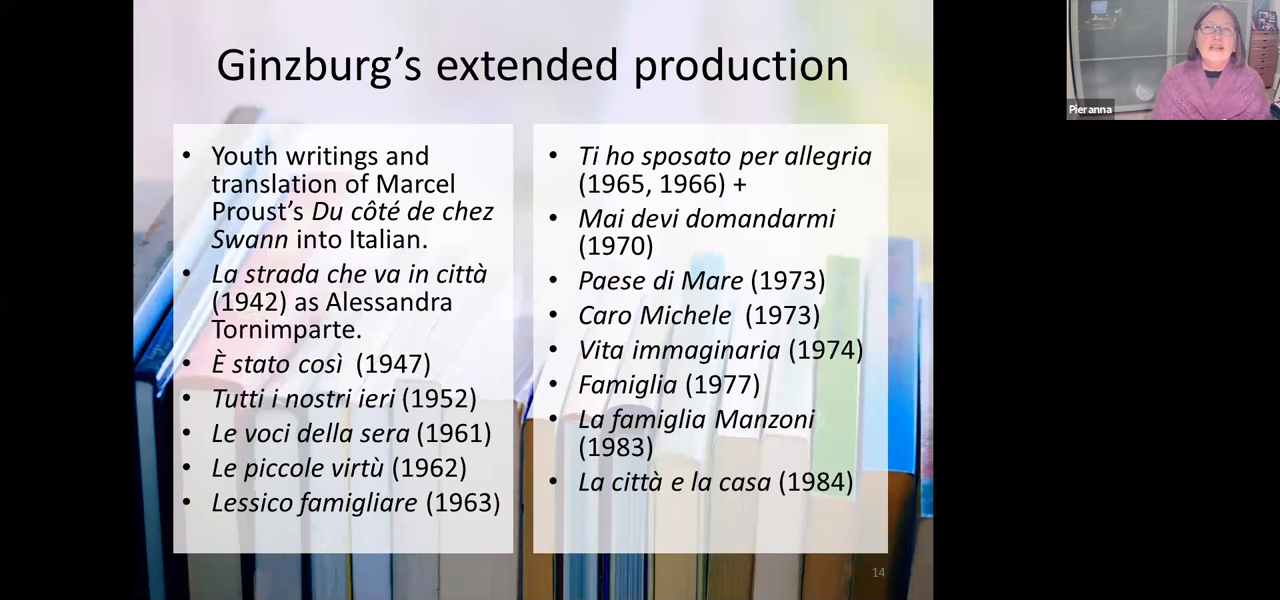 Ginzburg’s extended production
• Youth writings and
translation of Marcel
Proust’s Du côté de chez
Swann into Italian.
• La strada che va in città
(1942) as Alessandra
Tornimparte.
• È stato così (1947)
• Tutti i nostri ieri (1952)
• Le voci della sera (1961)
• Le piccole virtù (1962)
• Lessico famigliare (1963)
• Ti ho sposato per allegria
(1965, 1966) +
• Mai devi domandarmi
(1970)
• Paese di Mare (1973)
• Caro Michele (1973)
• Vita immaginaria (1974)
• Famiglia (1977)
• La famiglia Manzoni
(1983)
• La città e la casa (1984)
14
Pieranna